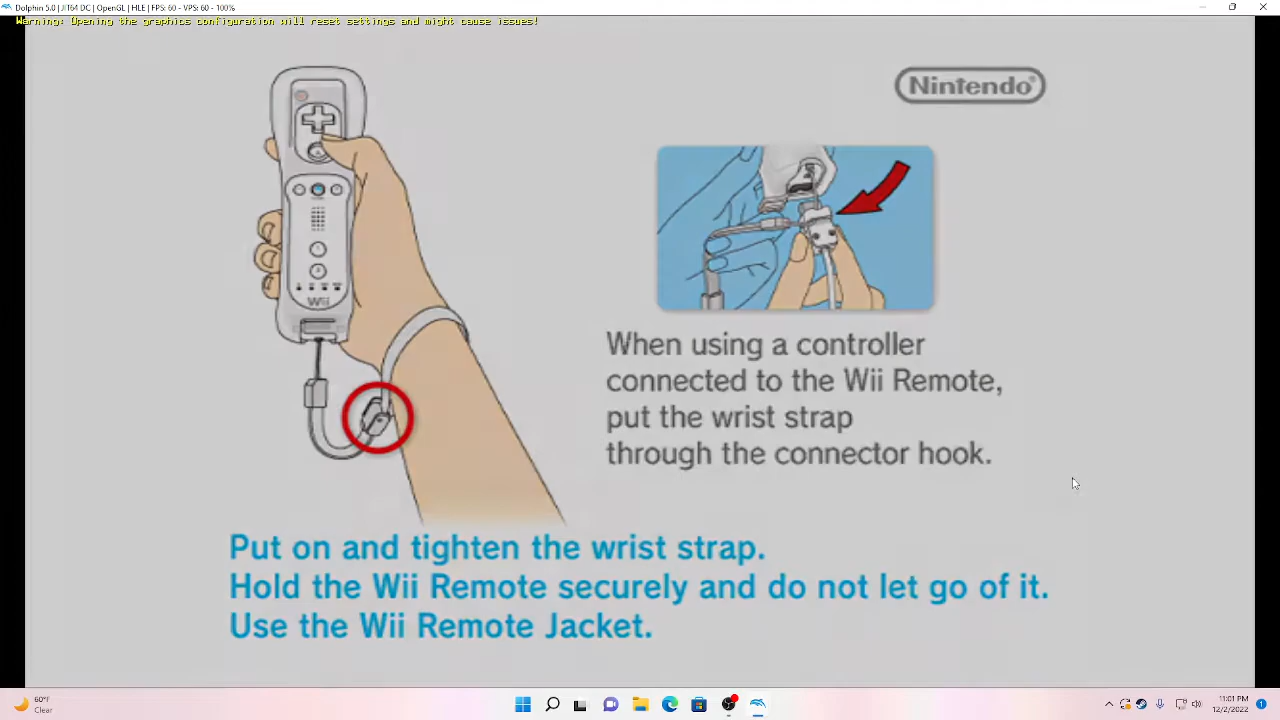 Dolphin 5.0 | JIT64 DC | OpenGL | HLE | FPS: 60 - VPS: 60 - 100%
Warning: Opening the graphics configuration will reset settings and might cause issues!
Nintendo®
Wii
When using a controller
connected to the Wii Remote,
put the wrist strap
through the connector hook.
Put on and tighten the wrist strap.
Hold the Wii Remote securely and do not let go of it.
Use the Wii Remote Jacket.
60°F
Clear
11:01 PM
12/2/2022